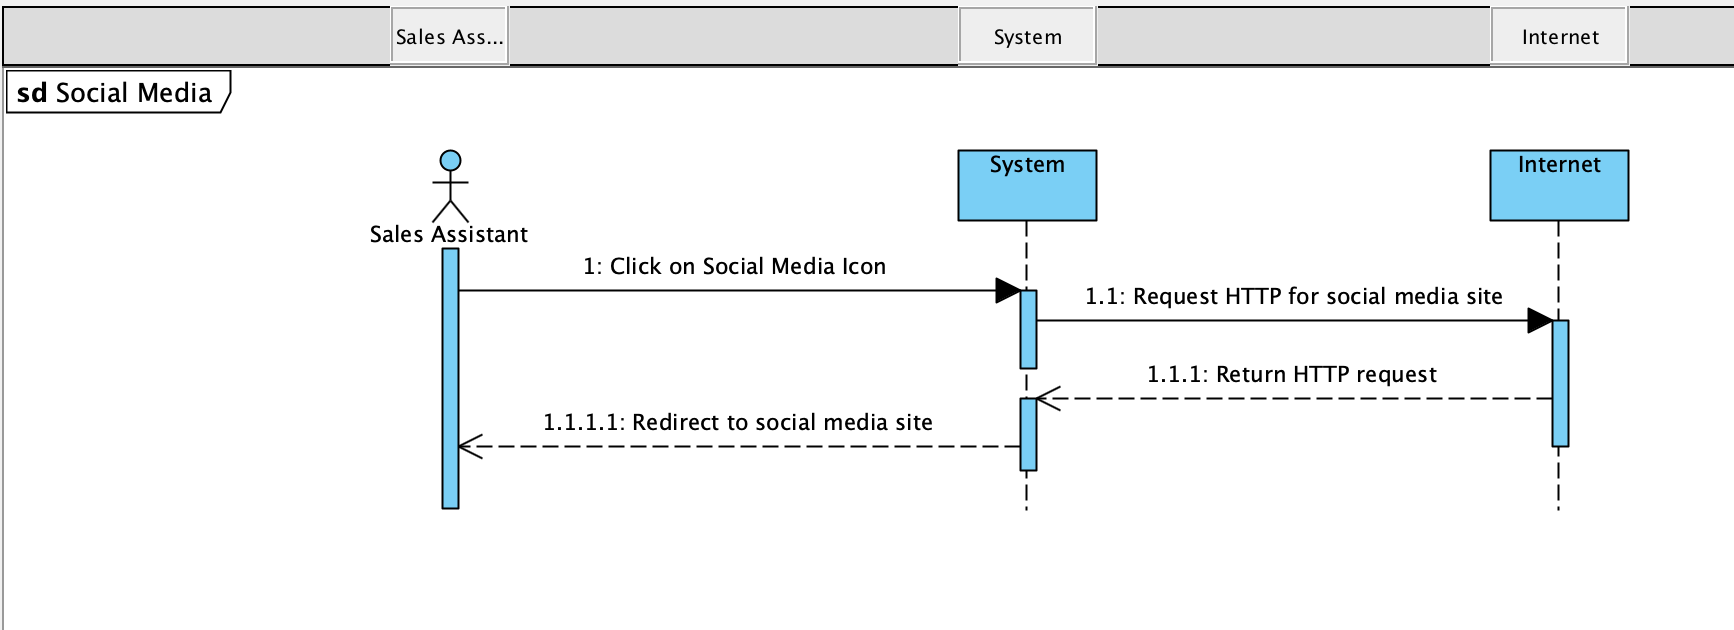 Sales Ass...
System
Internet
sd Social Media
System
Internet
Sales Assistant
1: Click on Social Media Icon
1.1: Request HTTP for social media site
1.1.1: Return HTTP request
1.1.1.1: Redirect to social media site